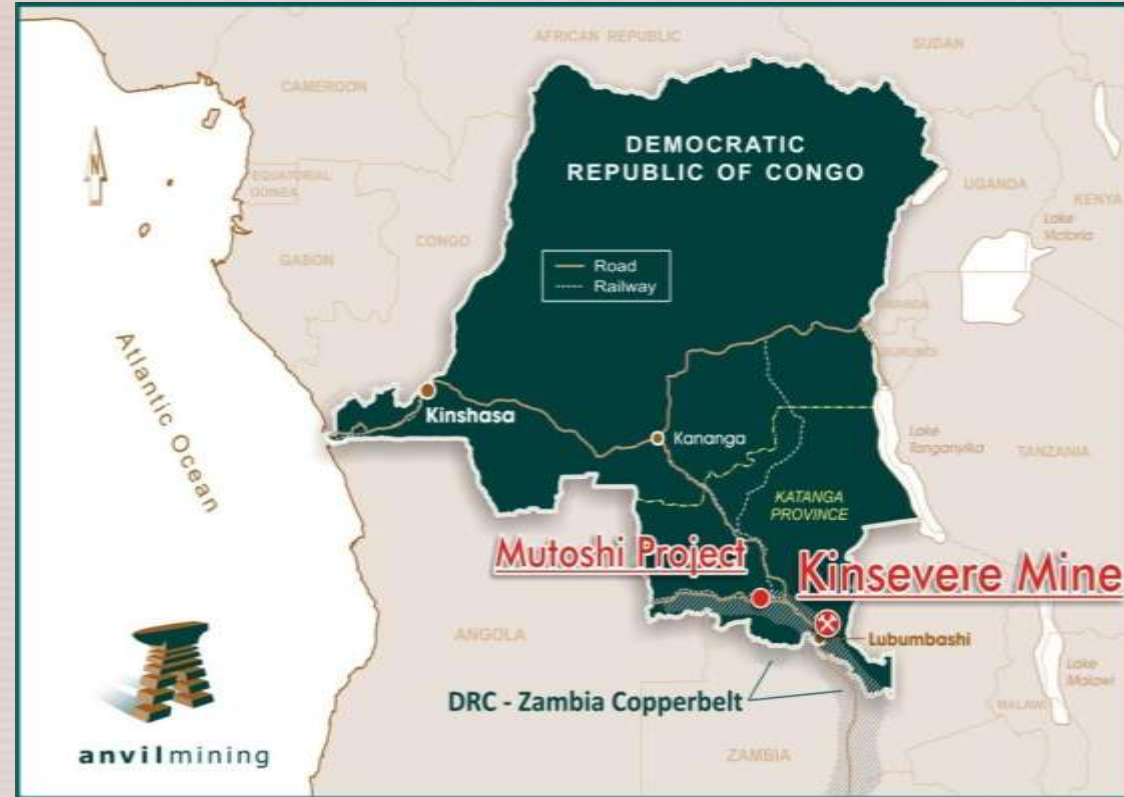 AFRICAN REPUBLIC
SUDAN
CAMEROON
DEMOCRATIC
REPUBLIC OF CONGO
N
EQUATORIAL
GUINEA
UGANDA
KENYA
CONGO
Lake
Victoria
GABON
Road
Railway
RWANDA
BURUNDI
Atlantic Ocean
Kinshasa
Kananga
Lake
Tanganyika
TANZANIA
KATANGA
PROVINCE
Mutoshi Project
Kinsevere Mine
ANGOLA
Lubumbashi
Lake
Malawi
DRC - Zambia Copperbelt
MALAWI
anvilmining
ZAMBIA